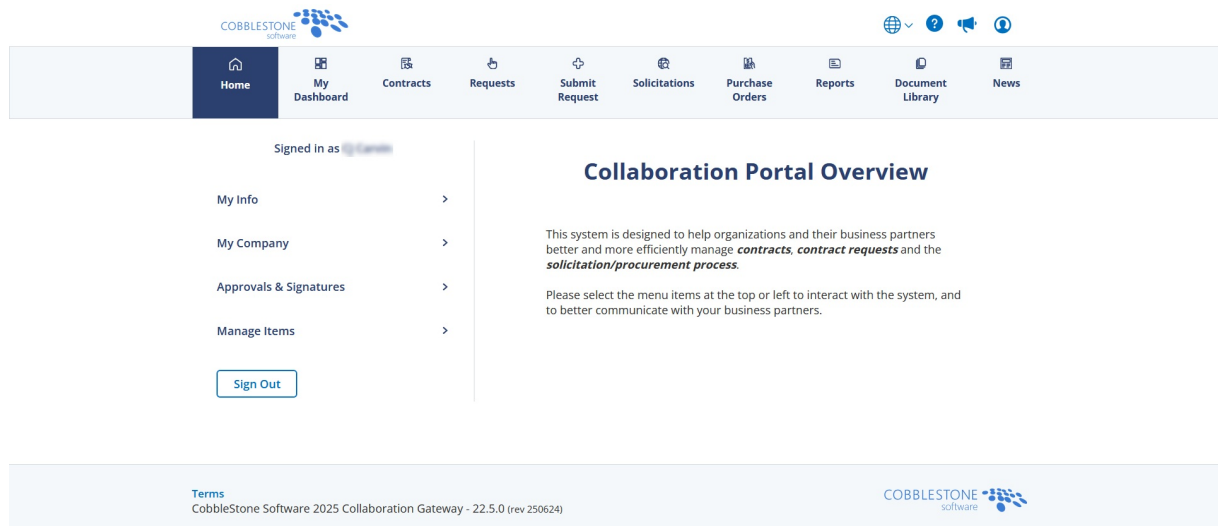 COBBLESTONE
software
Home
My
Dashboard
Contracts
Requests
Submit
Request
Solicitations
Purchase
Orders
Reports
Document
Library
News
Signed in as
My Info
My Company
Approvals & Signatures
Manage Items
Sign Out
Collaboration Portal Overview
This system is designed to help organizations and their business partners
better and more efficiently manage contracts, contract requests and the
solicitation/procurement process.
Please select the menu items at the top or left to interact with the system, and
to better communicate with your business partners.
Terms
CobbleStone Software 2025 Collaboration Gateway - 22.5.0 (rev 250624)
COBBLESTONE
software